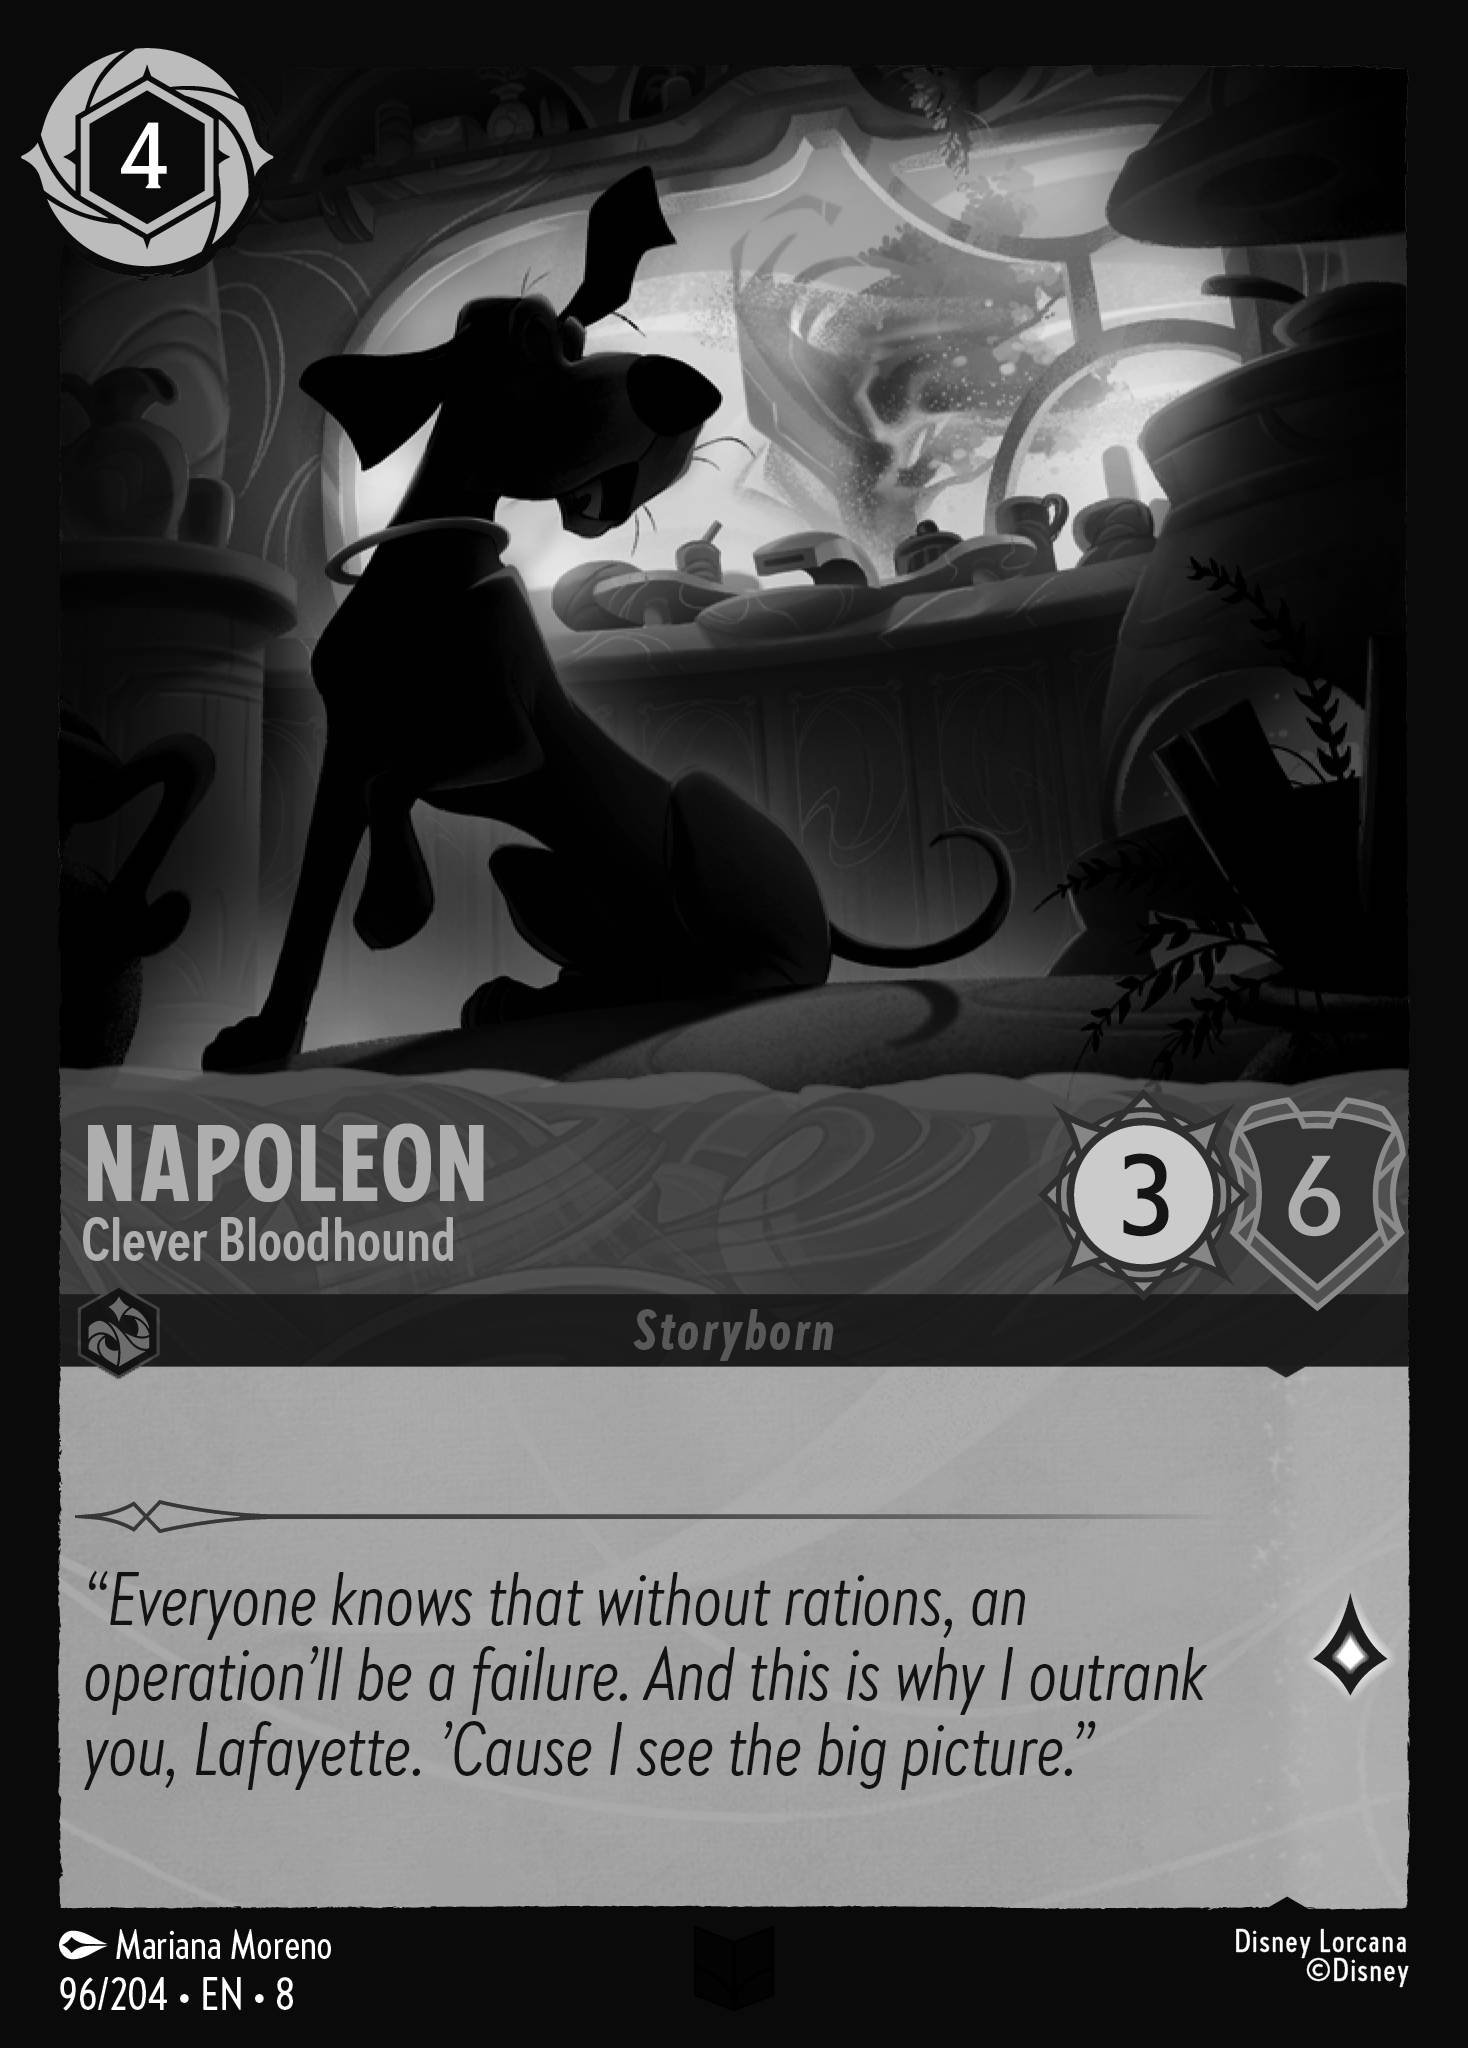 4
NAPOLEON
Clever Bloodhound
3
6
Storyborn
“Everyone knows that without rations, an
operation’ll be a failure. And this is why I outrank
you, Lafayette. ’Cause I see the big picture.”
Mariana Moreno
96/204 • EN • 8
Disney Lorcana
©Disney